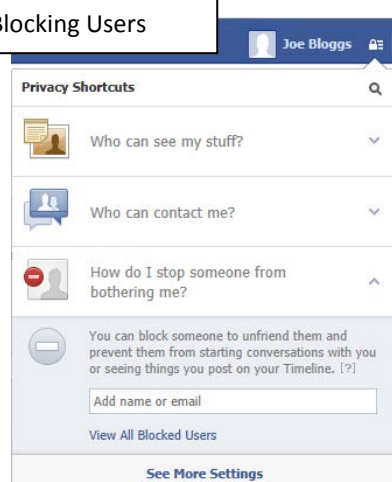 Blocking Users
Joe Bloggs
Privacy Shortcuts
Who can see my stuff?
Who can contact me?
How do I stop someone from
bothering me?
You can block someone to unfriend them and
prevent them from starting conversations with you
or seeing things you post on your Timeline. [?]
Add name or email
View All Blocked Users
See More Settings